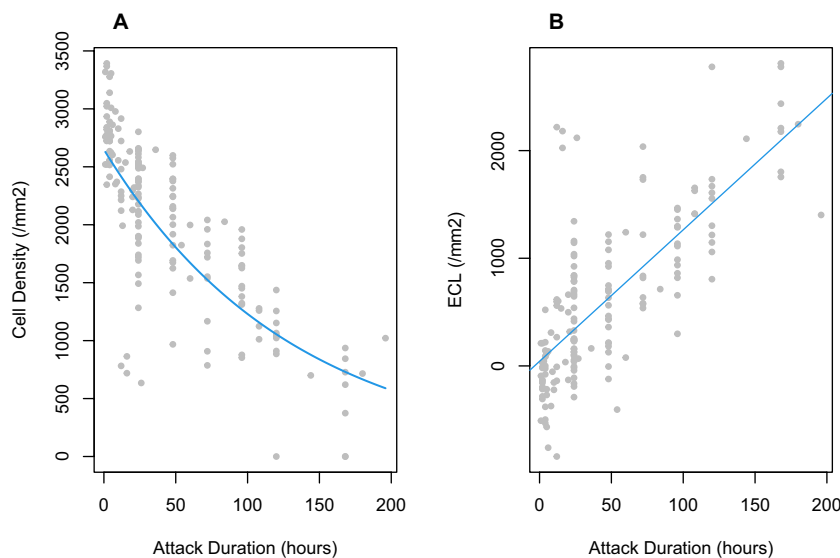 A
3500
3000
2500
2000
1500
1000
500
0
Cell Density (/mm2)
0 50 100 150 200
Attack Duration (hours)
B
2000
1000
0
ECL (/mm2)
0 50 100 150 200
Attack Duration (hours)